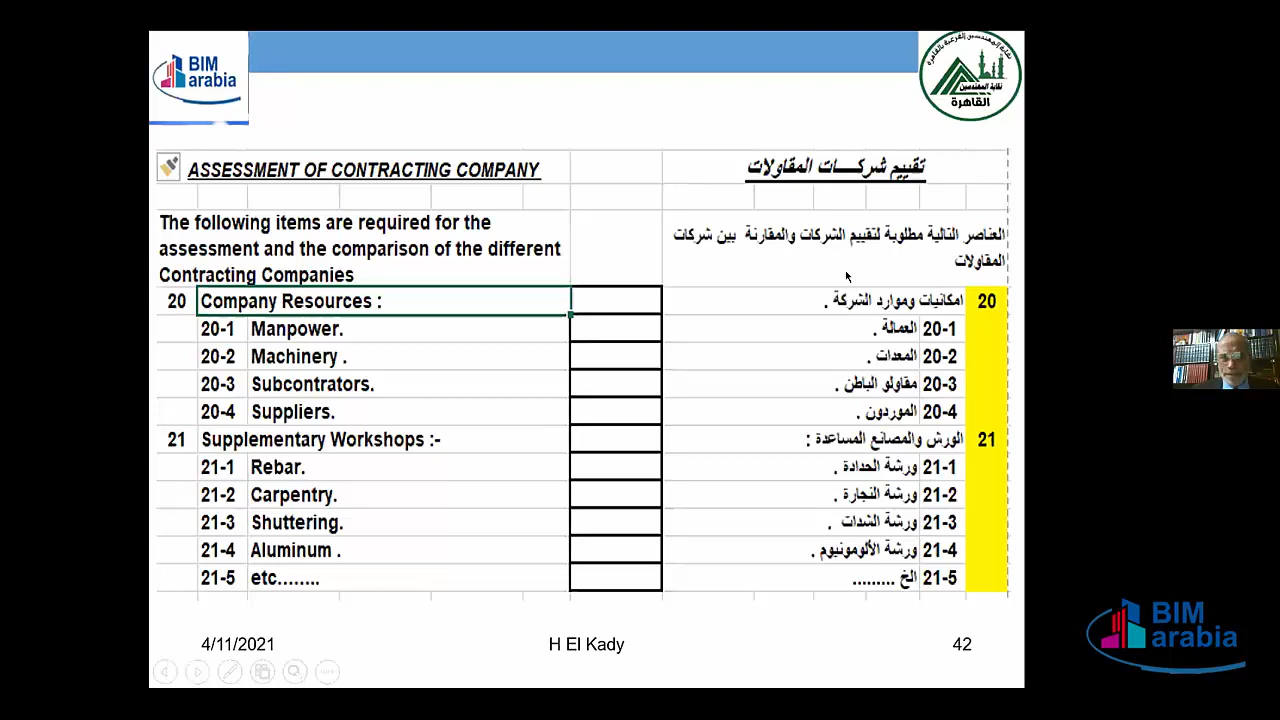 BIM
arabia
نقابة المهندسين الفرعية بالقاهرة
نقابة المهندسين
القاهرة
ASSESSMENT OF CONTRACTING COMPANY
تقييم شركـــات المقاولات
The following items are required for the
assessment and the comparison of the different
Contracting Companies
العناصر التالية مطلوبة لتقييم الشركات والمقارنة بين شركات
المقاولات
20 Company Resources :
امكانيات وموارد الشركة . 20
20-1 Manpower.
20-1 العمالة .
20-2 Machinery .
20-2 المعدات .
20-3 Subcontrators.
20-3 مقاولو الباطن .
20-4 Suppliers.
20-4 الموردون .
21 Supplementary Workshops :-
الورش والمصانع المساعدة : 21
21-1 Rebar.
21-1 ورشة الحدادة .
21-2 Carpentry.
21-2 ورشة النجارة .
21-3 Shuttering.
21-3 ورشة الشدات .
21-4 Aluminum .
21-4 ورشة الألومونيوم .
21-5 etc........
21-5 الخ .........
4/11/2021
H El Kady
42
BIM
arabia